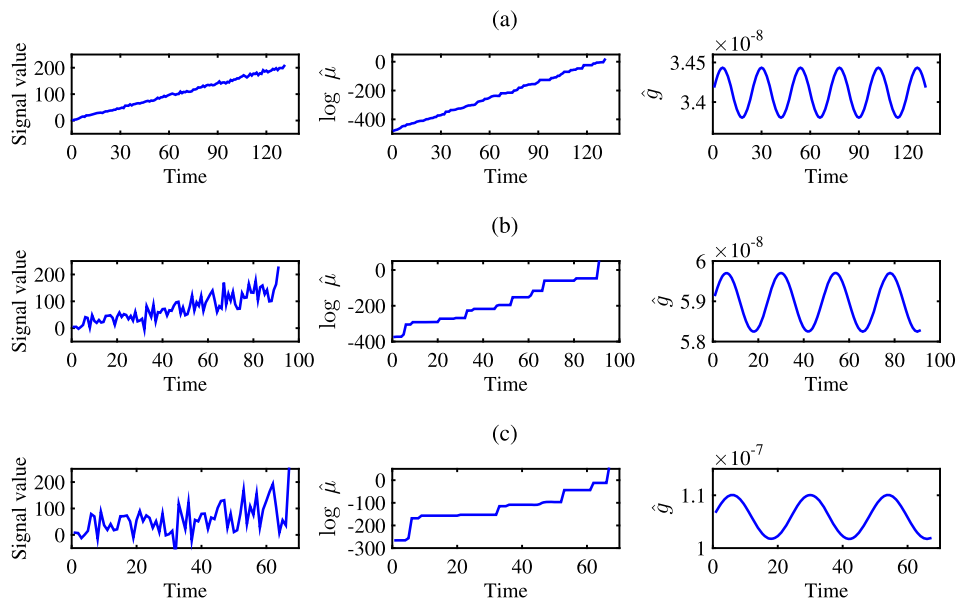 (a)
Signal value
200
100
0
0 30 60 90 120
Time
log μ̂
0
-200
-400
0 30 60 90 120
Time
×10⁻⁸
ĝ
3.45
3.4
0 30 60 90 120
Time
(b)
Signal value
200
100
0
0 20 40 60 80 100
Time
log μ̂
0
-200
-400
0 20 40 60 80 100
Time
×10⁻⁸
ĝ
6
5.9
5.8
0 20 40 60 80 100
Time
(c)
Signal value
200
100
0
0 20 40 60
Time
log μ̂
0
-100
-200
-300
0 20 40 60
Time
×10⁻⁷
ĝ
1.1
1
0 20 40 60
Time